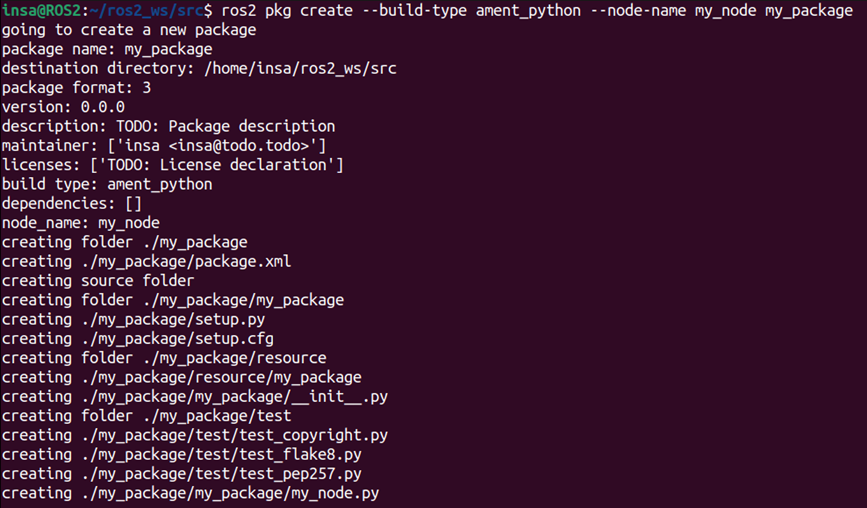 insa@ROS2:~/ros2_ws/src$ ros2 pkg create --build-type ament_python --node-name my_node my_package
going to create a new package
package name: my_package
destination directory: /home/insa/ros2_ws/src
package format: 3
version: 0.0.0
description: TODO: Package description
maintainer: ['insa <insa@todo.todo>']
licenses: ['TODO: License declaration']
build type: ament_python
dependencies: []
node_name: my_node
creating folder ./my_package
creating ./my_package/package.xml
creating source folder
creating folder ./my_package/my_package
creating ./my_package/setup.py
creating ./my_package/setup.cfg
creating folder ./my_package/resource
creating ./my_package/resource/my_package
creating ./my_package/my_package/__init__.py
creating folder ./my_package/test
creating ./my_package/test/test_copyright.py
creating ./my_package/test/test_flake8.py
creating ./my_package/test/test_pep257.py
creating ./my_package/my_package/my_node.py